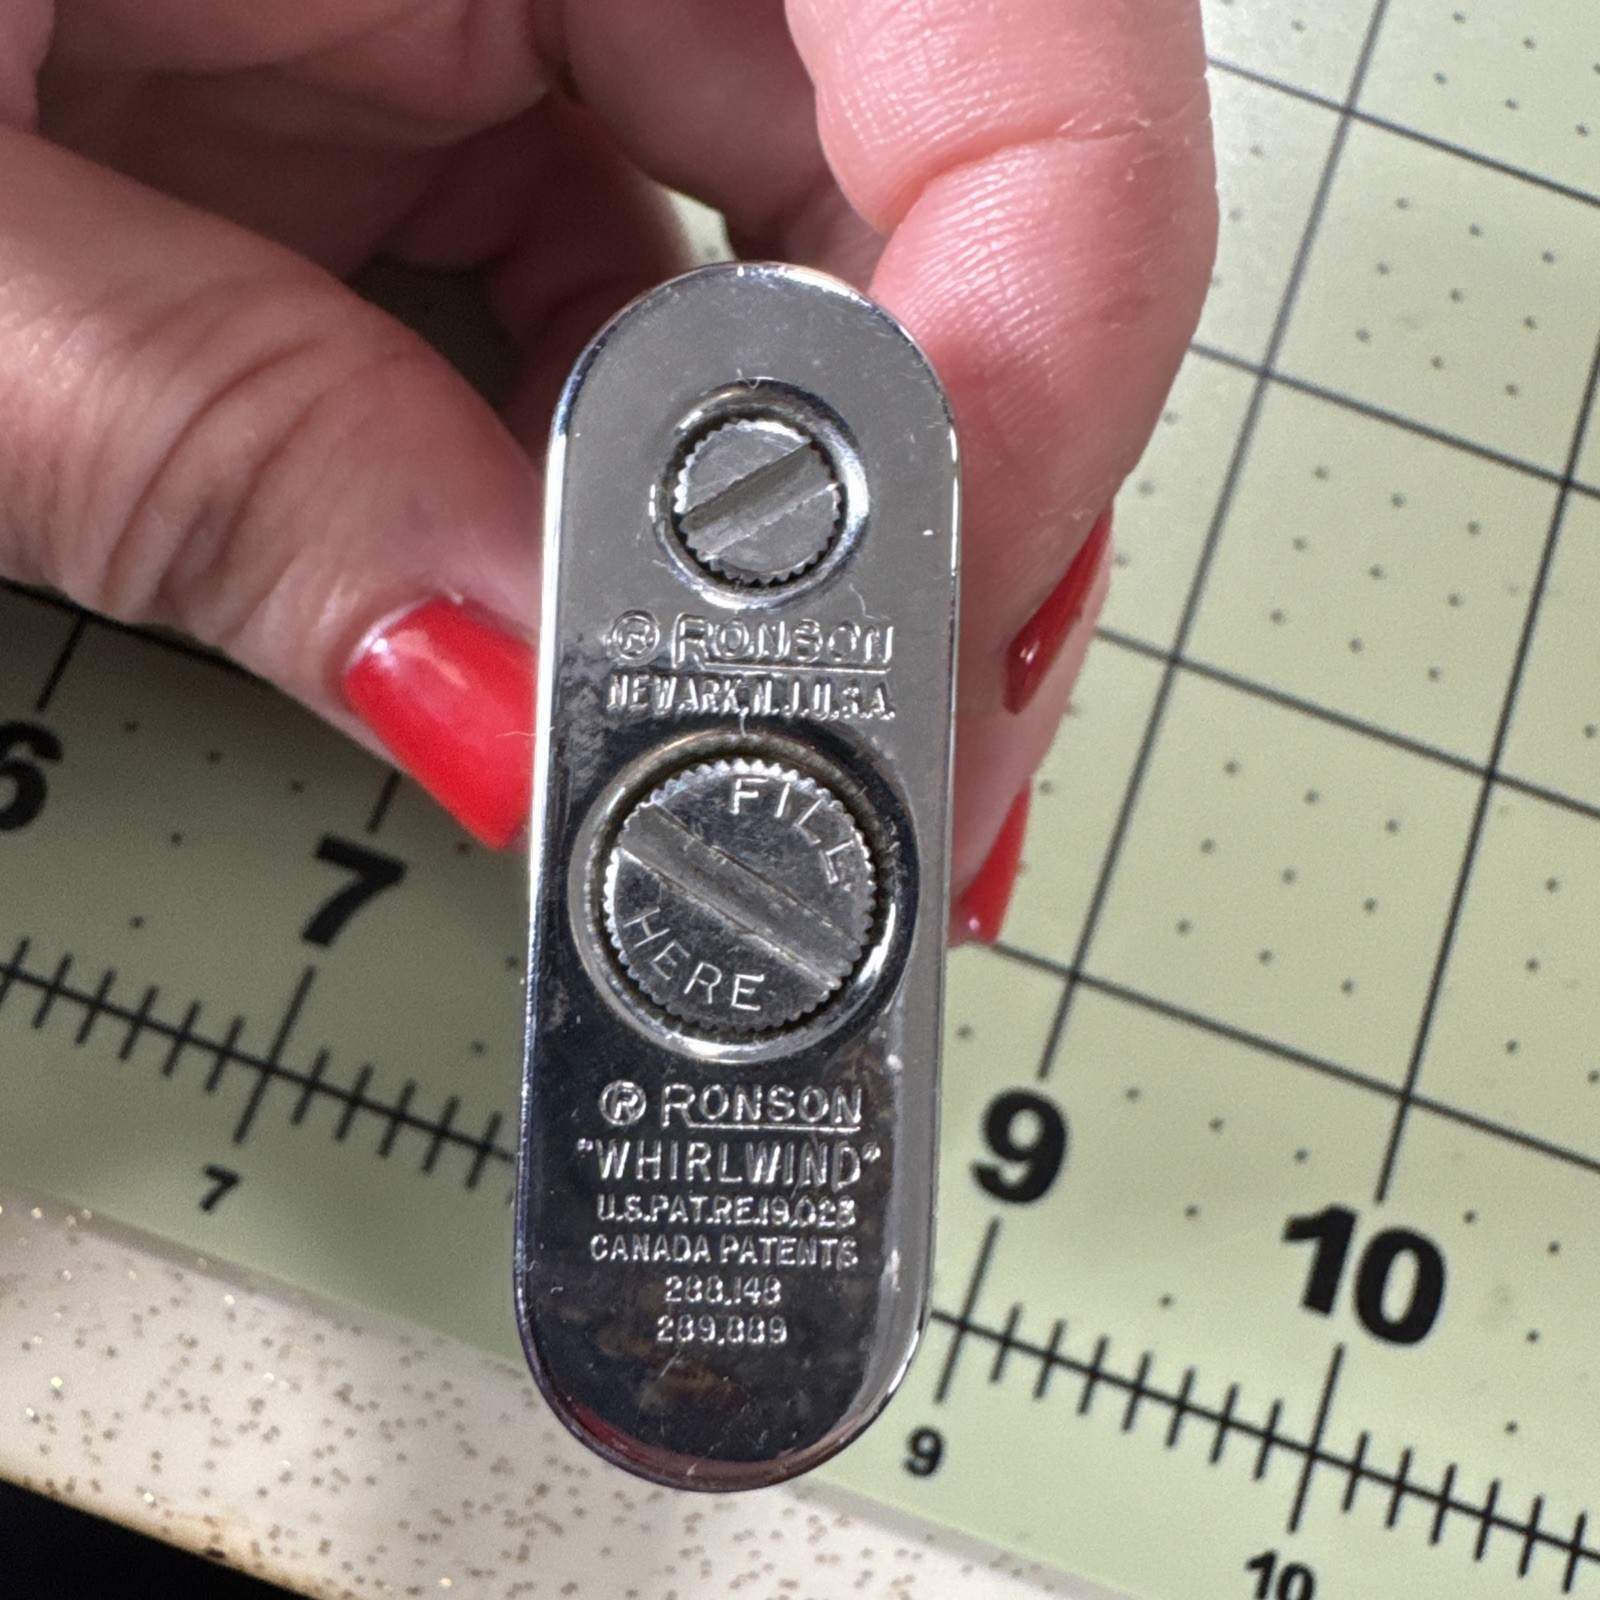 ® RONSON
NEWARK, N.J.U.S.A.
FILL
HERE
® RONSON
"WHIRLWIND"
U.S.PAT.RE.19,023
CANADA PATENTS
288,148
289,889
6
7
7
9
9
10
10